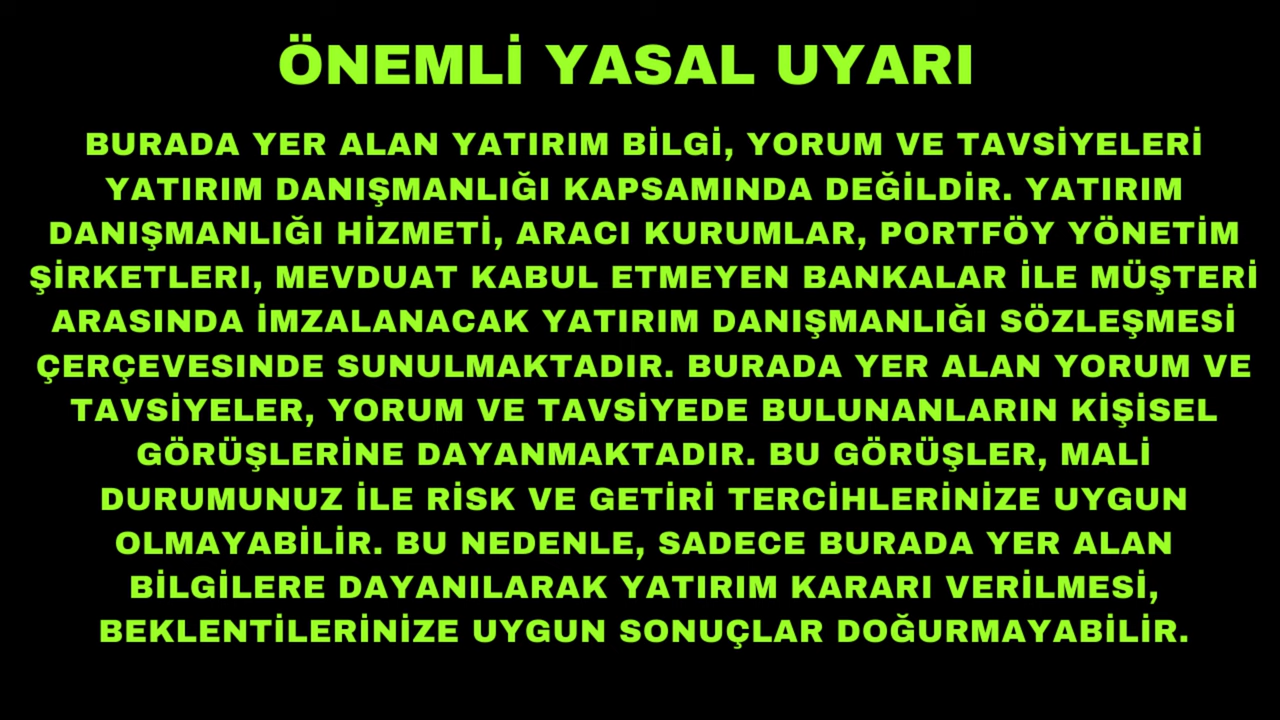 ÖNEMLİ YASAL UYARI
BURADA YER ALAN YATIRIM BİLGİ, YORUM VE TAVSİYELERİ
YATIRIM DANIŞMANLIĞI KAPSAMINDA DEĞİLDİR. YATIRIM
DANIŞMANLIĞI HİZMETİ, ARACI KURUMLAR, PORTFÖY YÖNETİM
ŞİRKETLERI, MEVDUAT KABUL ETMEYEN BANKALAR İLE MÜŞTERİ
ARASINDA İMZALANACAK YATIRIM DANIŞMANLIĞI SÖZLEŞMESİ
ÇERÇEVESINDE SUNULMAKTADIR. BURADA YER ALAN YORUM VE
TAVSİYELER, YORUM VE TAVSİYEDE BULUNANLARIN KİŞİSEL
GÖRÜŞLERİNE DAYANMAKTADIR. BU GÖRÜŞLER, MALİ
DURUMUNUZ İLE RİSK VE GETİRİ TERCİHLERİNİZE UYGUN
OLMAYABİLİR. BU NEDENLE, SADECE BURADA YER ALAN
BİLGİLERE DAYANILARAK YATIRIM KARARI VERİLMESİ,
BEKLENTİLERİNİZE UYGUN SONUÇLAR DOĞURMAYABİLİR.